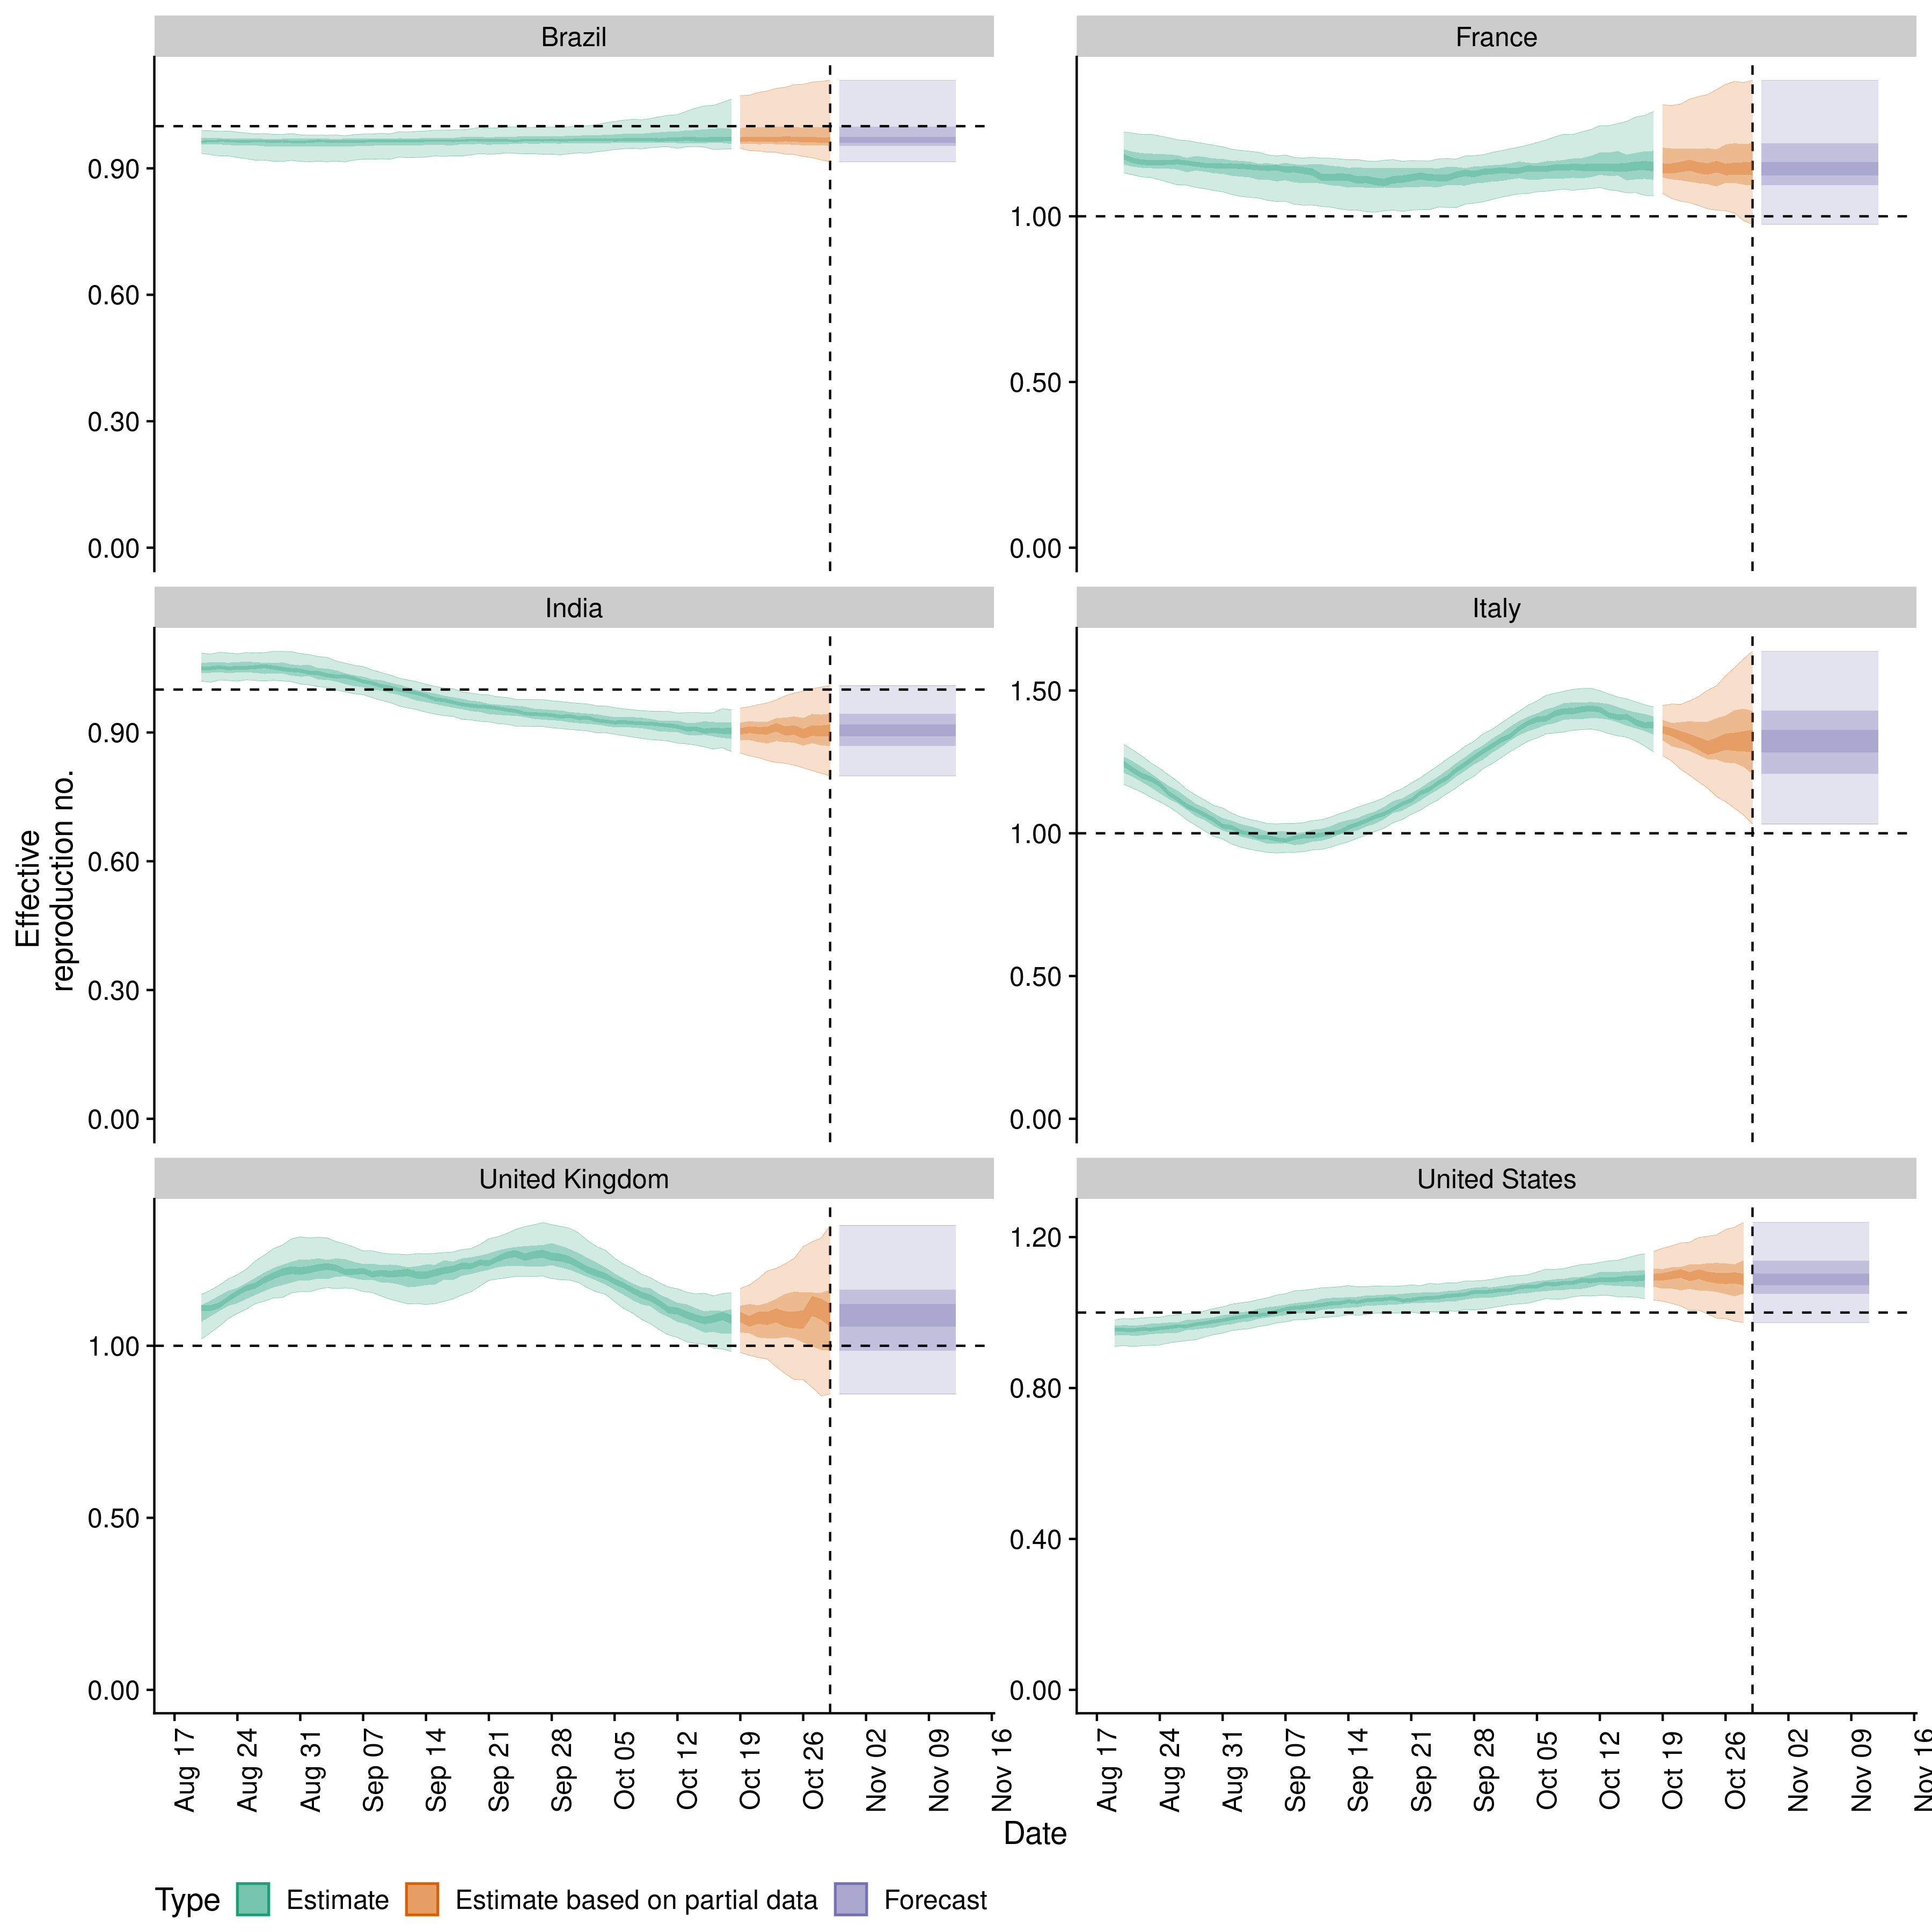 Brazil
France
0.90
0.60
0.30
0.00
1.00
0.50
0.00
India
Italy
0.90
0.60
0.30
0.00
1.50
1.00
0.50
0.00
Effective
reproduction no.
United Kingdom
United States
1.00
0.50
0.00
1.20
0.80
0.40
0.00
Aug 17
Aug 24
Aug 31
Sep 07
Sep 14
Sep 21
Sep 28
Oct 05
Oct 12
Oct 19
Oct 26
Nov 02
Nov 09
Nov 16
Aug 17
Aug 24
Aug 31
Sep 07
Sep 14
Sep 21
Sep 28
Oct 05
Oct 12
Oct 19
Oct 26
Nov 02
Nov 09
Nov 16
Date
Type Estimate Estimate based on partial data Forecast